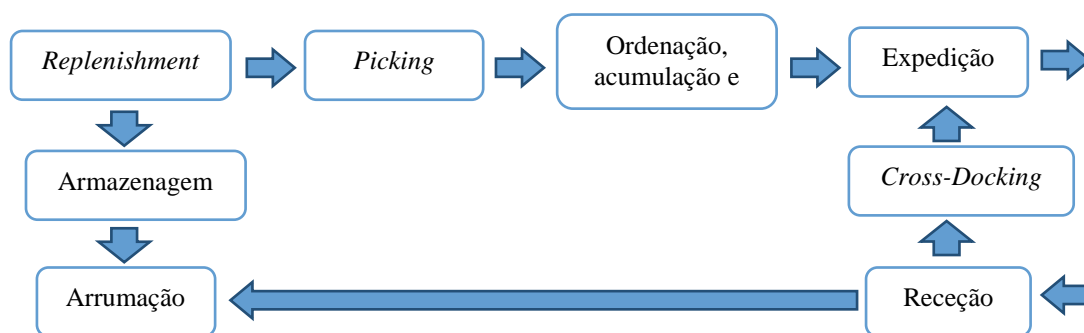 Replenishment
Picking
Ordenação,
acumulação e
Expedição
Armazenagem
Cross-Docking
Arrumação
Receção